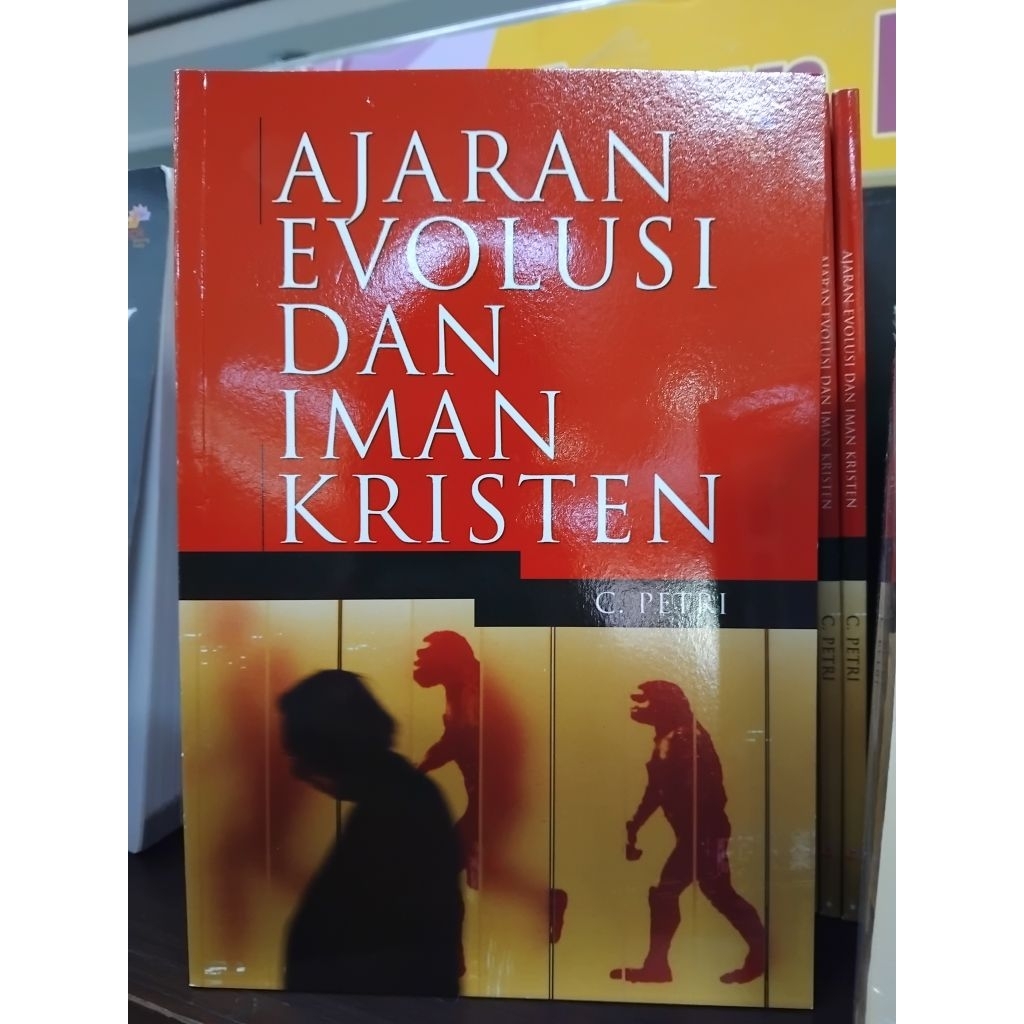 AJARAN
EVOLUSI
DAN
IMAN
KRISTEN
C. PETRI
AJARAN EVOLUSI DAN IMAN KRISTEN
C. PETRI
AJARAN EVOLUSI DAN IMAN KRISTEN
C. PETRI